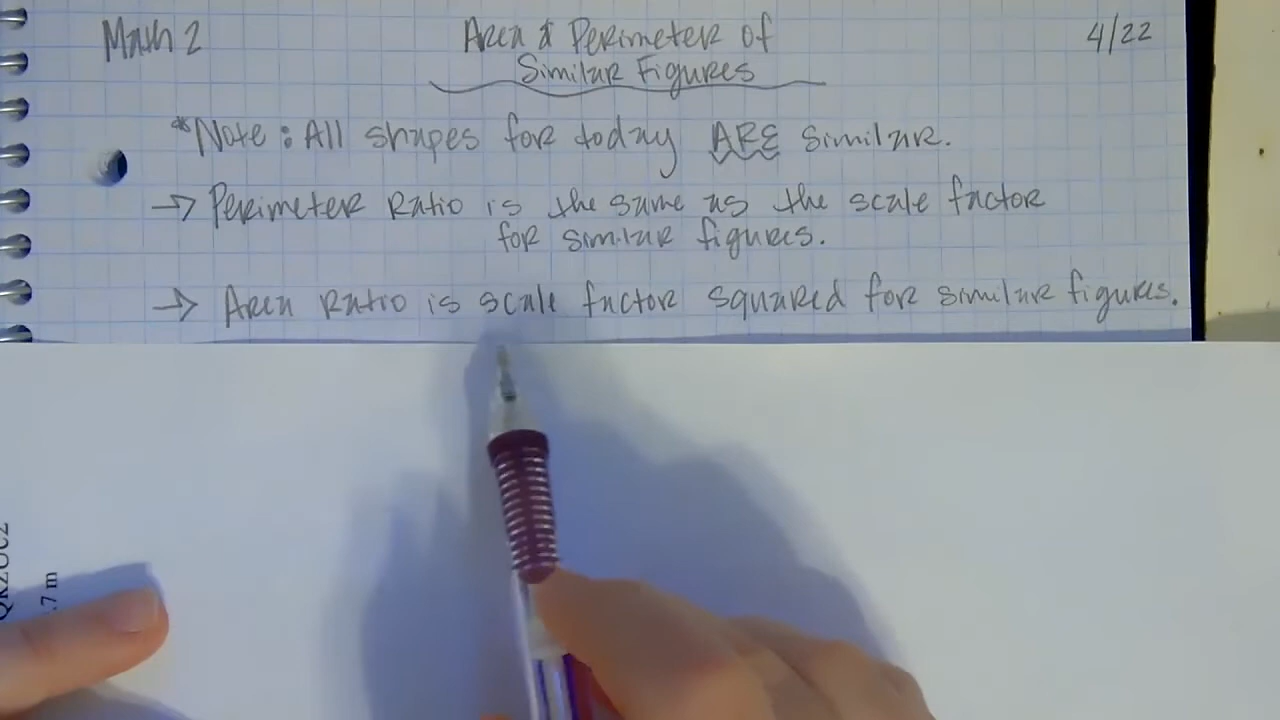 Math 2
Area & Perimeter of
Similar Figures
4/22
*Note: All shapes for today ARE similar.
→ Perimeter Ratio is the same as the scale factor
for similar figures.
→ Area Ratio is scale factor squared for similar figures.
.7 m